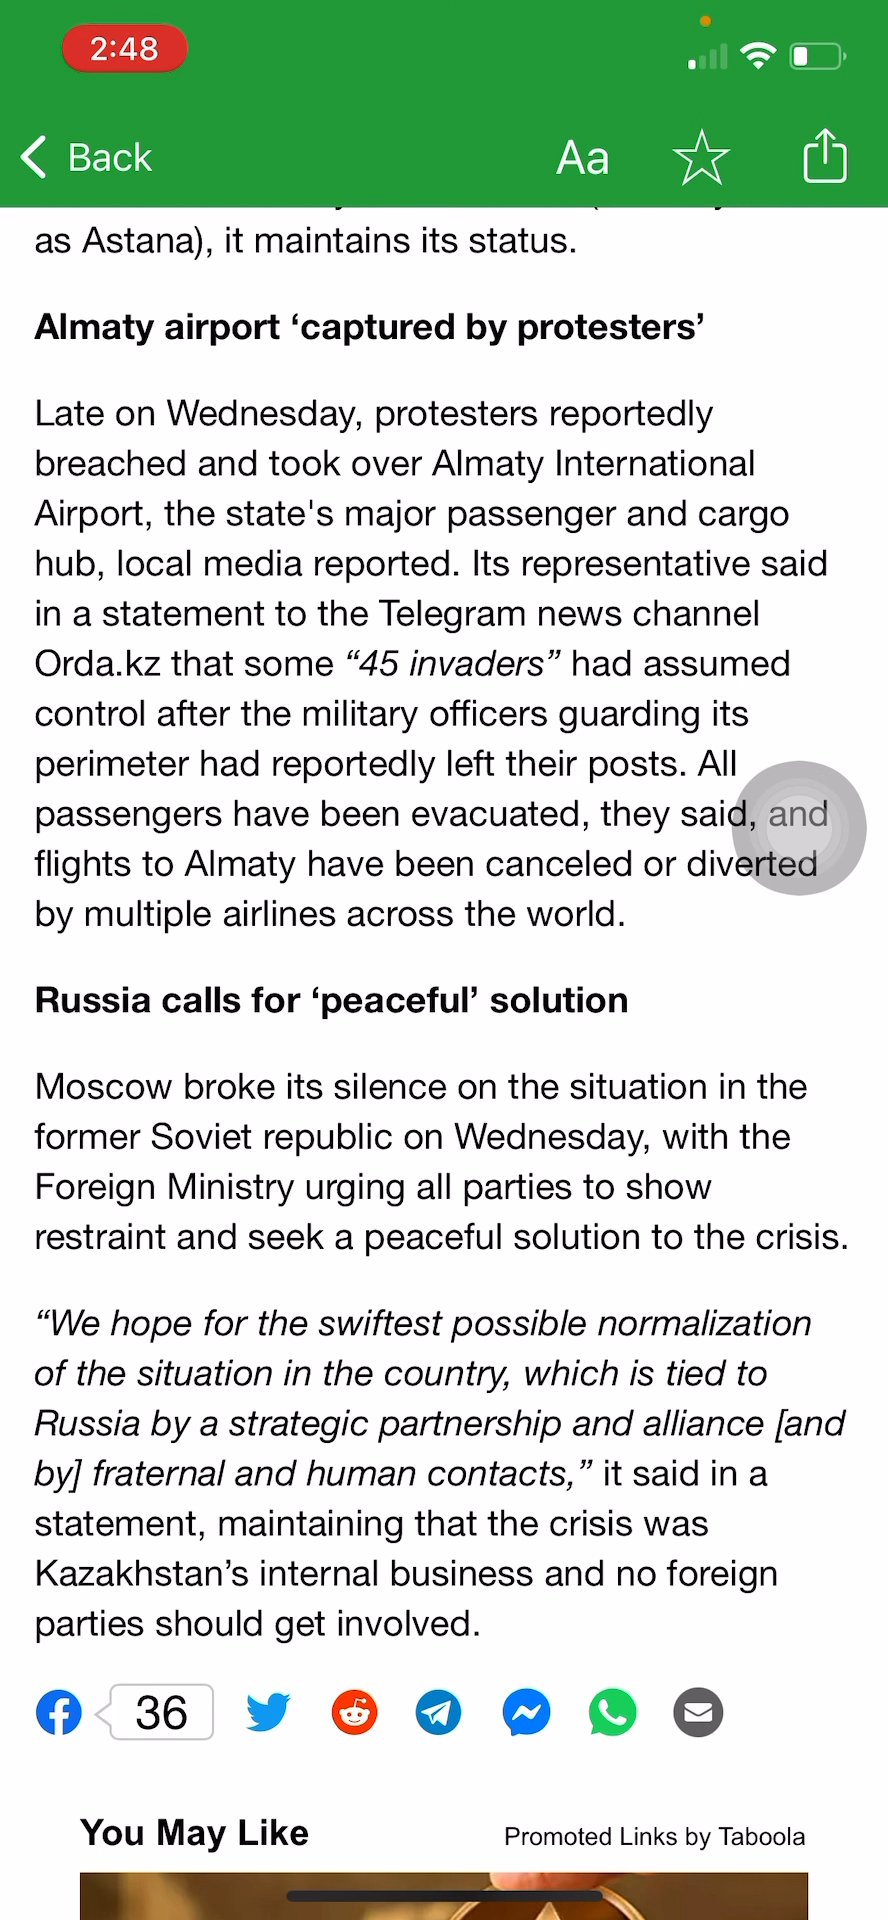 2:48
Back
Aa
as Astana), it maintains its status.
Almaty airport ‘captured by protesters’
Late on Wednesday, protesters reportedly
breached and took over Almaty International
Airport, the state's major passenger and cargo
hub, local media reported. Its representative said
in a statement to the Telegram news channel
Orda.kz that some “45 invaders” had assumed
control after the military officers guarding its
perimeter had reportedly left their posts. All
passengers have been evacuated, they said, and
flights to Almaty have been canceled or diverted
by multiple airlines across the world.
Russia calls for ‘peaceful’ solution
Moscow broke its silence on the situation in the
former Soviet republic on Wednesday, with the
Foreign Ministry urging all parties to show
restraint and seek a peaceful solution to the crisis.
“We hope for the swiftest possible normalization
of the situation in the country, which is tied to
Russia by a strategic partnership and alliance [and
by] fraternal and human contacts,” it said in a
statement, maintaining that the crisis was
Kazakhstan’s internal business and no foreign
parties should get involved.
36
You May Like
Promoted Links by Taboola